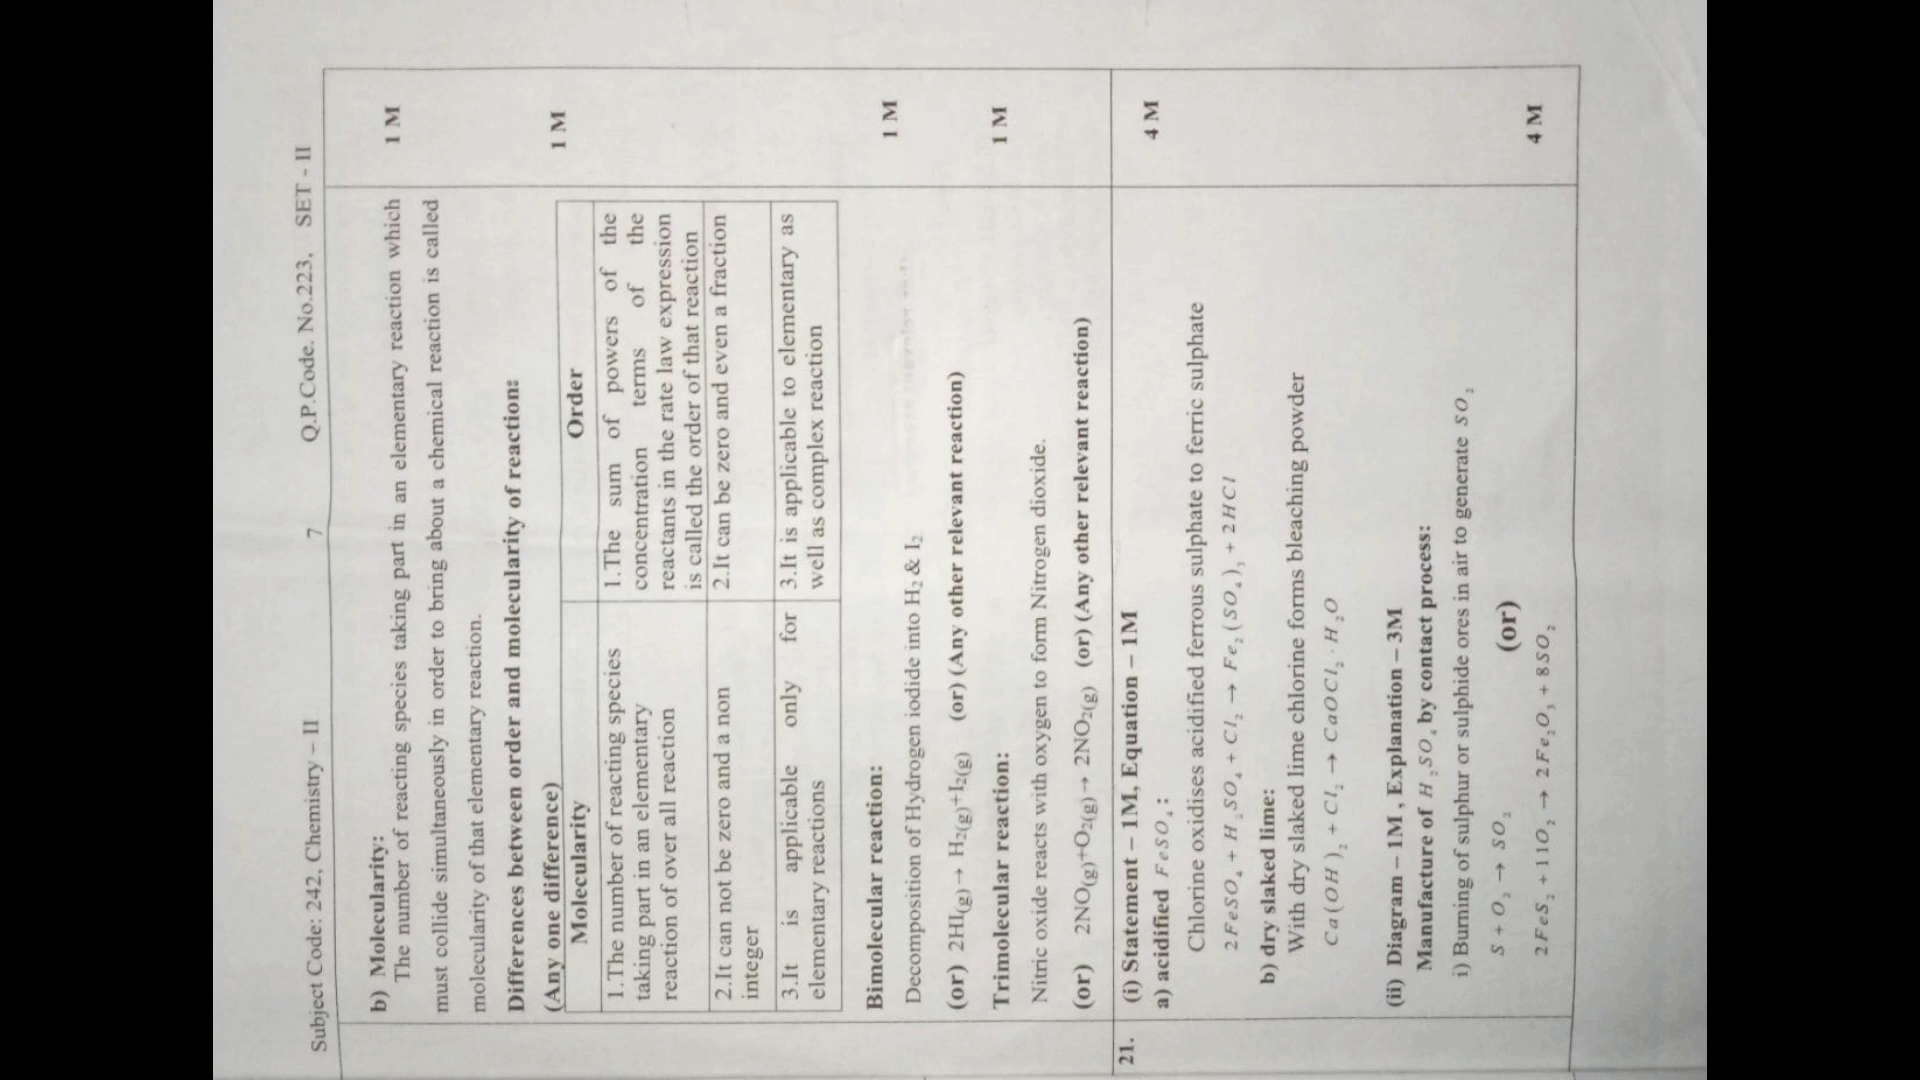 Subject Code: 242, Chemistry – II 7 Q.P.Code. No.223, SET - II
b) Molecularity:
The number of reacting species taking part in an elementary reaction which 1 M
must collide simultaneously in order to bring about a chemical reaction is called
molecularity of that elementary reaction.
Differences between order and molecularity of reaction:
(Any one difference) 1 M
Molecularity Order
1.The number of reacting species taking part in an elementary reaction of over all reaction
1.The sum of powers of the concentration terms of the reactants in the rate law expression is called the order of that reaction
2.It can not be zero and a non integer
2.It can be zero and even a fraction
3.It is applicable only for elementary reactions
3.It is applicable to elementary as well as complex reaction
Bimolecular reaction: 1 M
Decomposition of Hydrogen iodide into H₂ & I₂
(or) 2HI(g) → H₂(g)+I₂(g) (or) (Any other relevant reaction)
Trimolecular reaction: 1 M
Nitric oxide reacts with oxygen to form Nitrogen dioxide.
(or) 2NO(g)+O₂(g) → 2NO₂(g) (or) (Any other relevant reaction)
21. (i) Statement – 1M, Equation – 1M
a) acidified FeSO₄: 4 M
Chlorine oxidises acidified ferrous sulphate to ferric sulphate
2FeSO₄ + H₂SO₄ + Cl₂ → Fe₂(SO₄)₃ + 2HCl
b) dry slaked lime:
With dry slaked lime chlorine forms bleaching powder
Ca(OH)₂ + Cl₂ → CaOCl₂ · H₂O
(ii) Diagram – 1M , Explanation – 3M
Manufacture of H₂SO₄ by contact process:
i) Burning of sulphur or sulphide ores in air to generate SO₂
S + O₂ → SO₂
(or)
2FeS₂ + 11O₂ → 2Fe₂O₃ + 8SO₂ 4 M